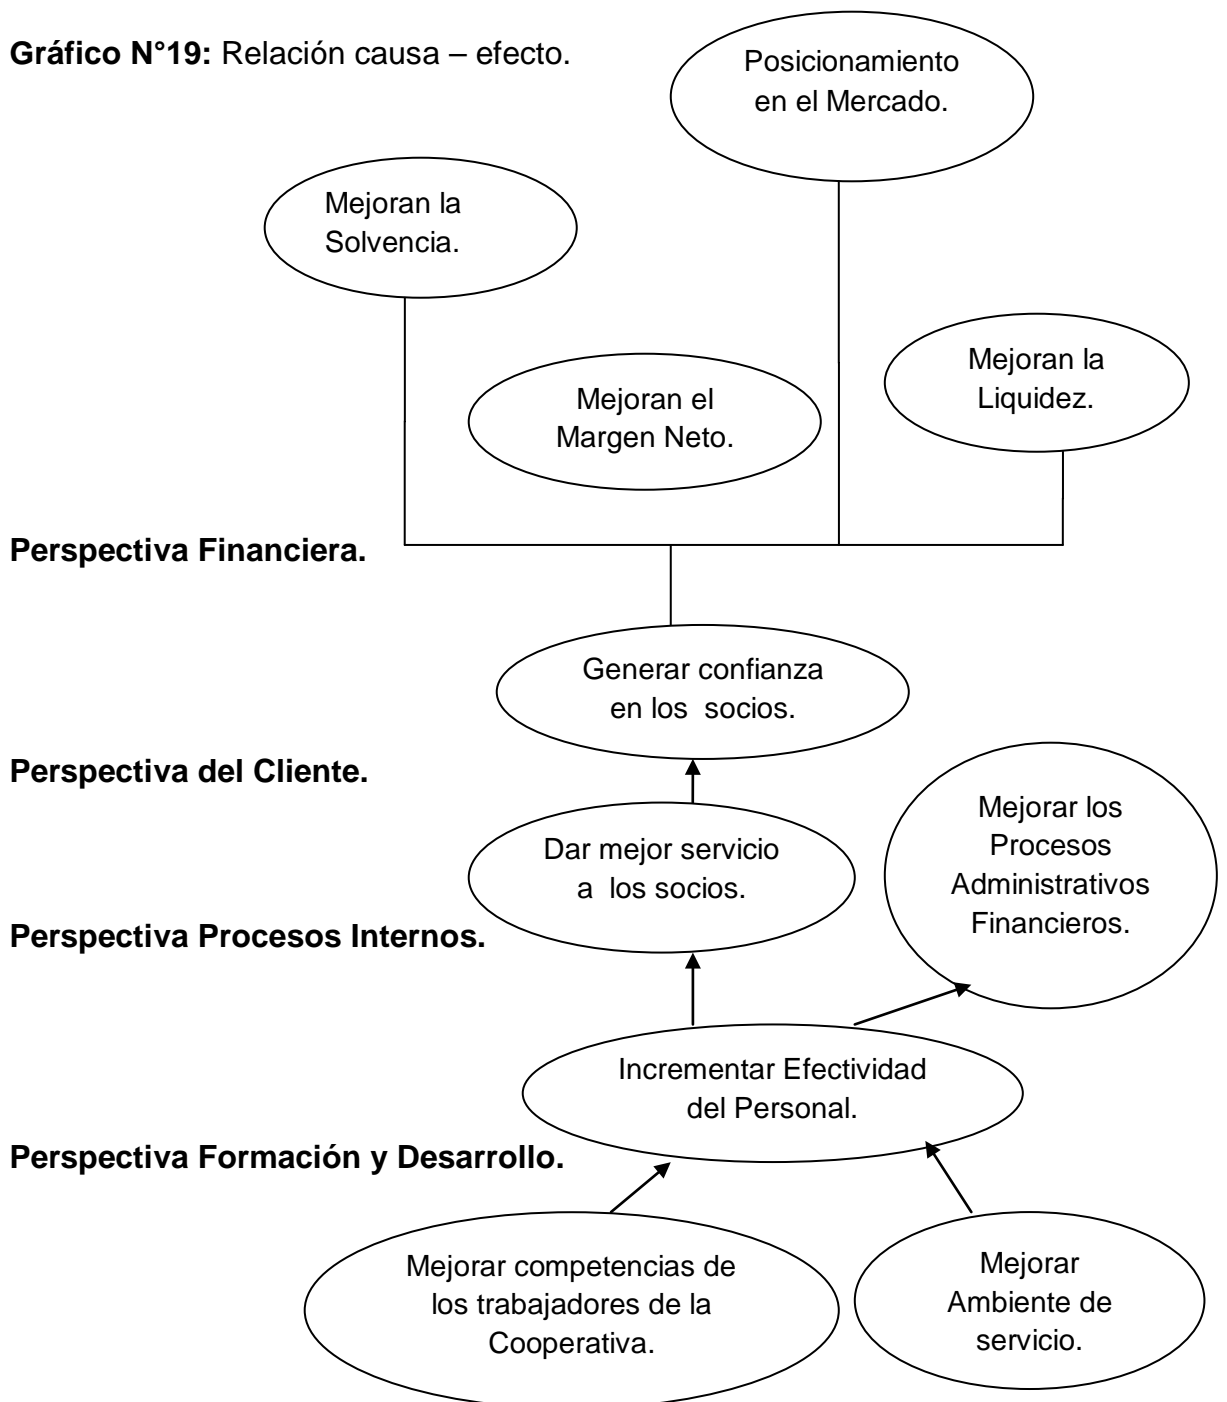 Gráfico N°19: Relación causa – efecto.
Posicionamiento
en el Mercado.
Mejoran la
Solvencia.
Mejoran la
Liquidez.
Mejoran el
Margen Neto.
Perspectiva Financiera.
Generar confianza
en los socios.
Perspectiva del Cliente.
Mejorar los
Procesos
Administrativos
Financieros.
Dar mejor servicio
a los socios.
Perspectiva Procesos Internos.
Incrementar Efectividad
del Personal.
Perspectiva Formación y Desarrollo.
Mejorar competencias de
los trabajadores de la
Cooperativa.
Mejorar
Ambiente de
servicio.